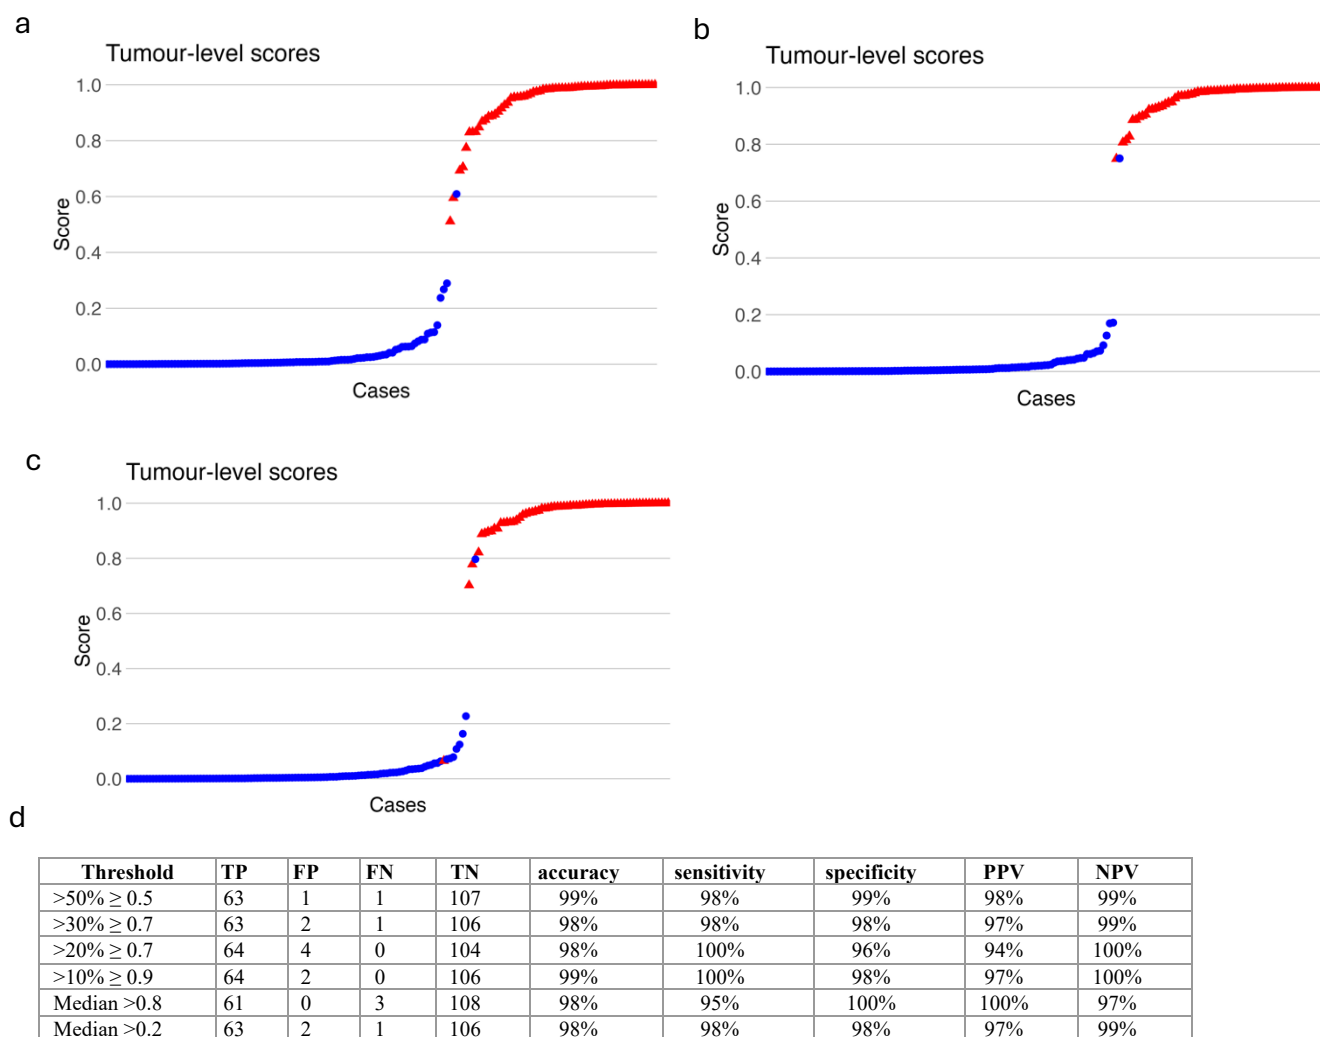 a
Tumour-level scores
1.0
0.8
0.6
0.4
0.2
0.0
Score
Cases
b
Tumour-level scores
1.0
0.8
0.6
0.4
0.2
0.0
Score
Cases
c
Tumour-level scores
1.0
0.8
0.6
0.4
0.2
0.0
Score
Cases
d
Threshold TP FP FN TN accuracy sensitivity specificity PPV NPV
>50% ≥ 0.5 63 1 1 107 99% 98% 99% 98% 99%
>30% ≥ 0.7 63 2 1 106 98% 98% 98% 97% 99%
>20% ≥ 0.7 64 4 0 104 98% 100% 96% 94% 100%
>10% ≥ 0.9 64 2 0 106 99% 100% 98% 97% 100%
Median >0.8 61 0 3 108 98% 95% 100% 100% 97%
Median >0.2 63 2 1 106 98% 98% 98% 97% 99%